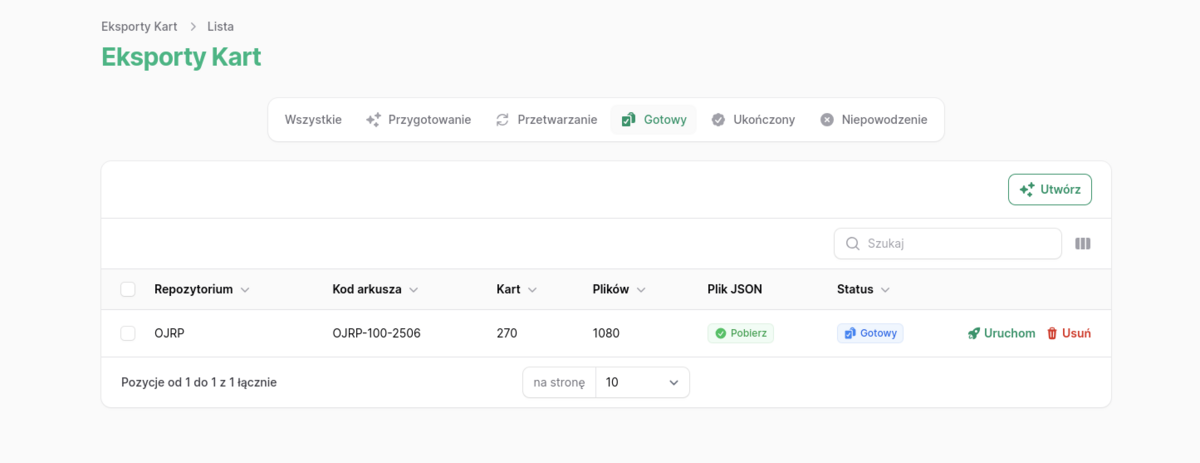 Eksporty Kart > Lista
Eksporty Kart
Wszystkie Przygotowanie Przetwarzanie Gotowy Ukończony Niepowodzenie
Utwórz
Szukaj
Repozytorium Kod arkusza Kart Plików Plik JSON Status
OJRP OJRP-100-2506 270 1080 Pobierz Gotowy Uruchom Usuń
Pozycje od 1 do 1 z 1 łącznie na stronę 10